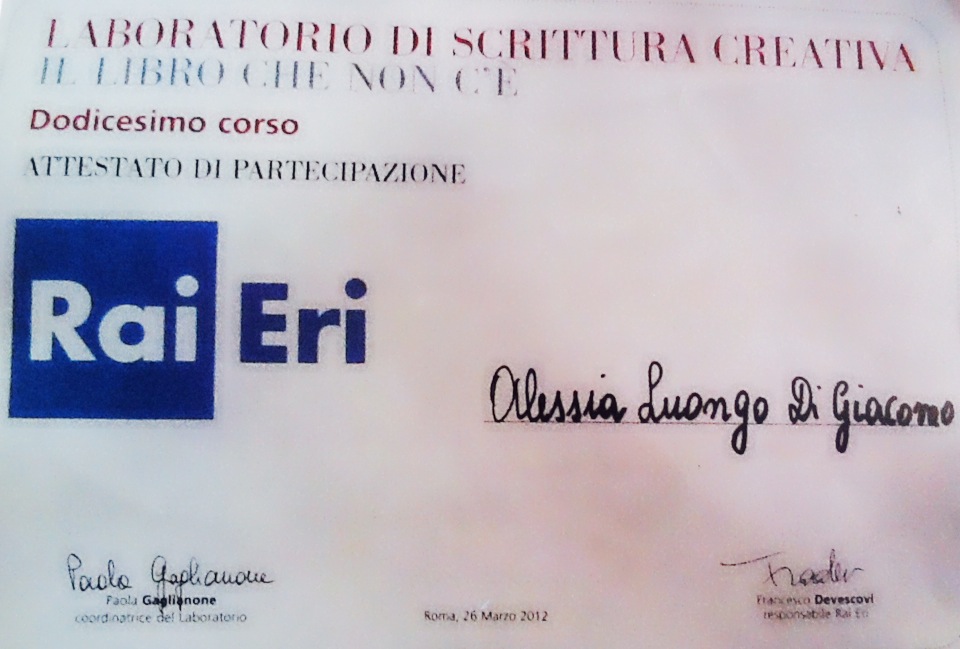 LABORATORIO DI SCRITTURA CREATIVA
IL LIBRO CHE NON C'È
Dodicesimo corso
ATTESTATO DI PARTECIPAZIONE
Rai Eri
Alessia Luongo Di Giacomo
Paola Gaglianone
Paola Gaglianone
coordinatrice del Laboratorio
Roma, 26 Marzo 2012
Francesco Devescovi
responsabile Rai Eri